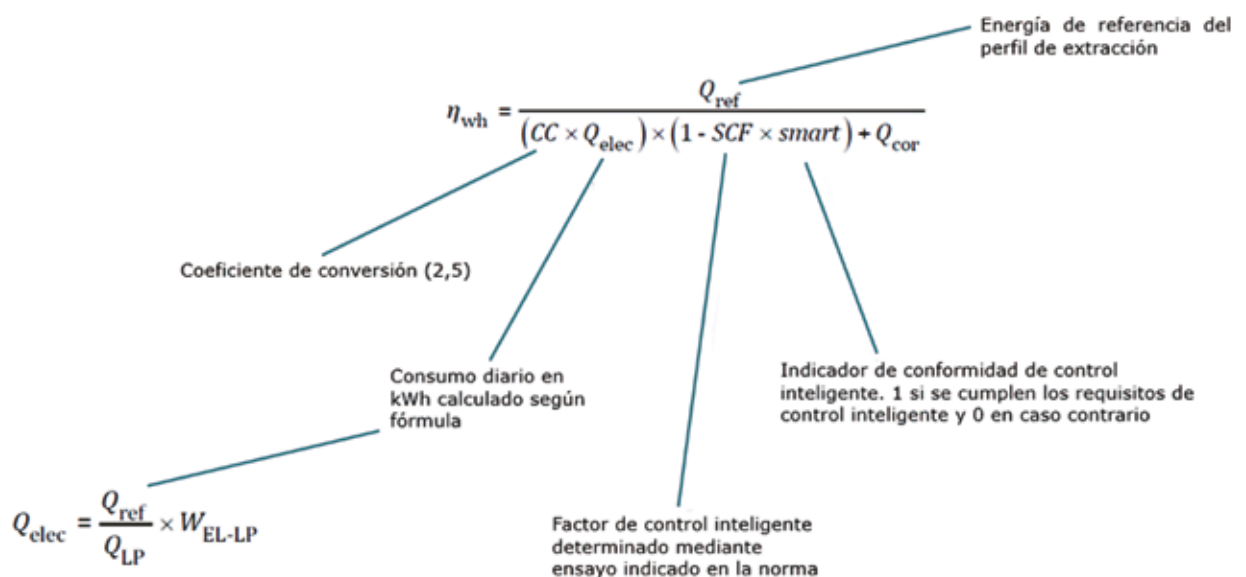 Energía de referencia del
perfil de extracción
η_wh = Q_ref / ((CC × Q_elec) × (1 - SCF × smart) + Q_cor)
Coeficiente de conversión (2,5)
Consumo diario en
kWh calculado según
fórmula
Indicador de conformidad de control
inteligente. 1 si se cumplen los requisitos de
control inteligente y 0 en caso contrario
Q_elec = Q_ref / Q_LP × W_EL-LP
Factor de control inteligente
determinado mediante
ensayo indicado en la norma